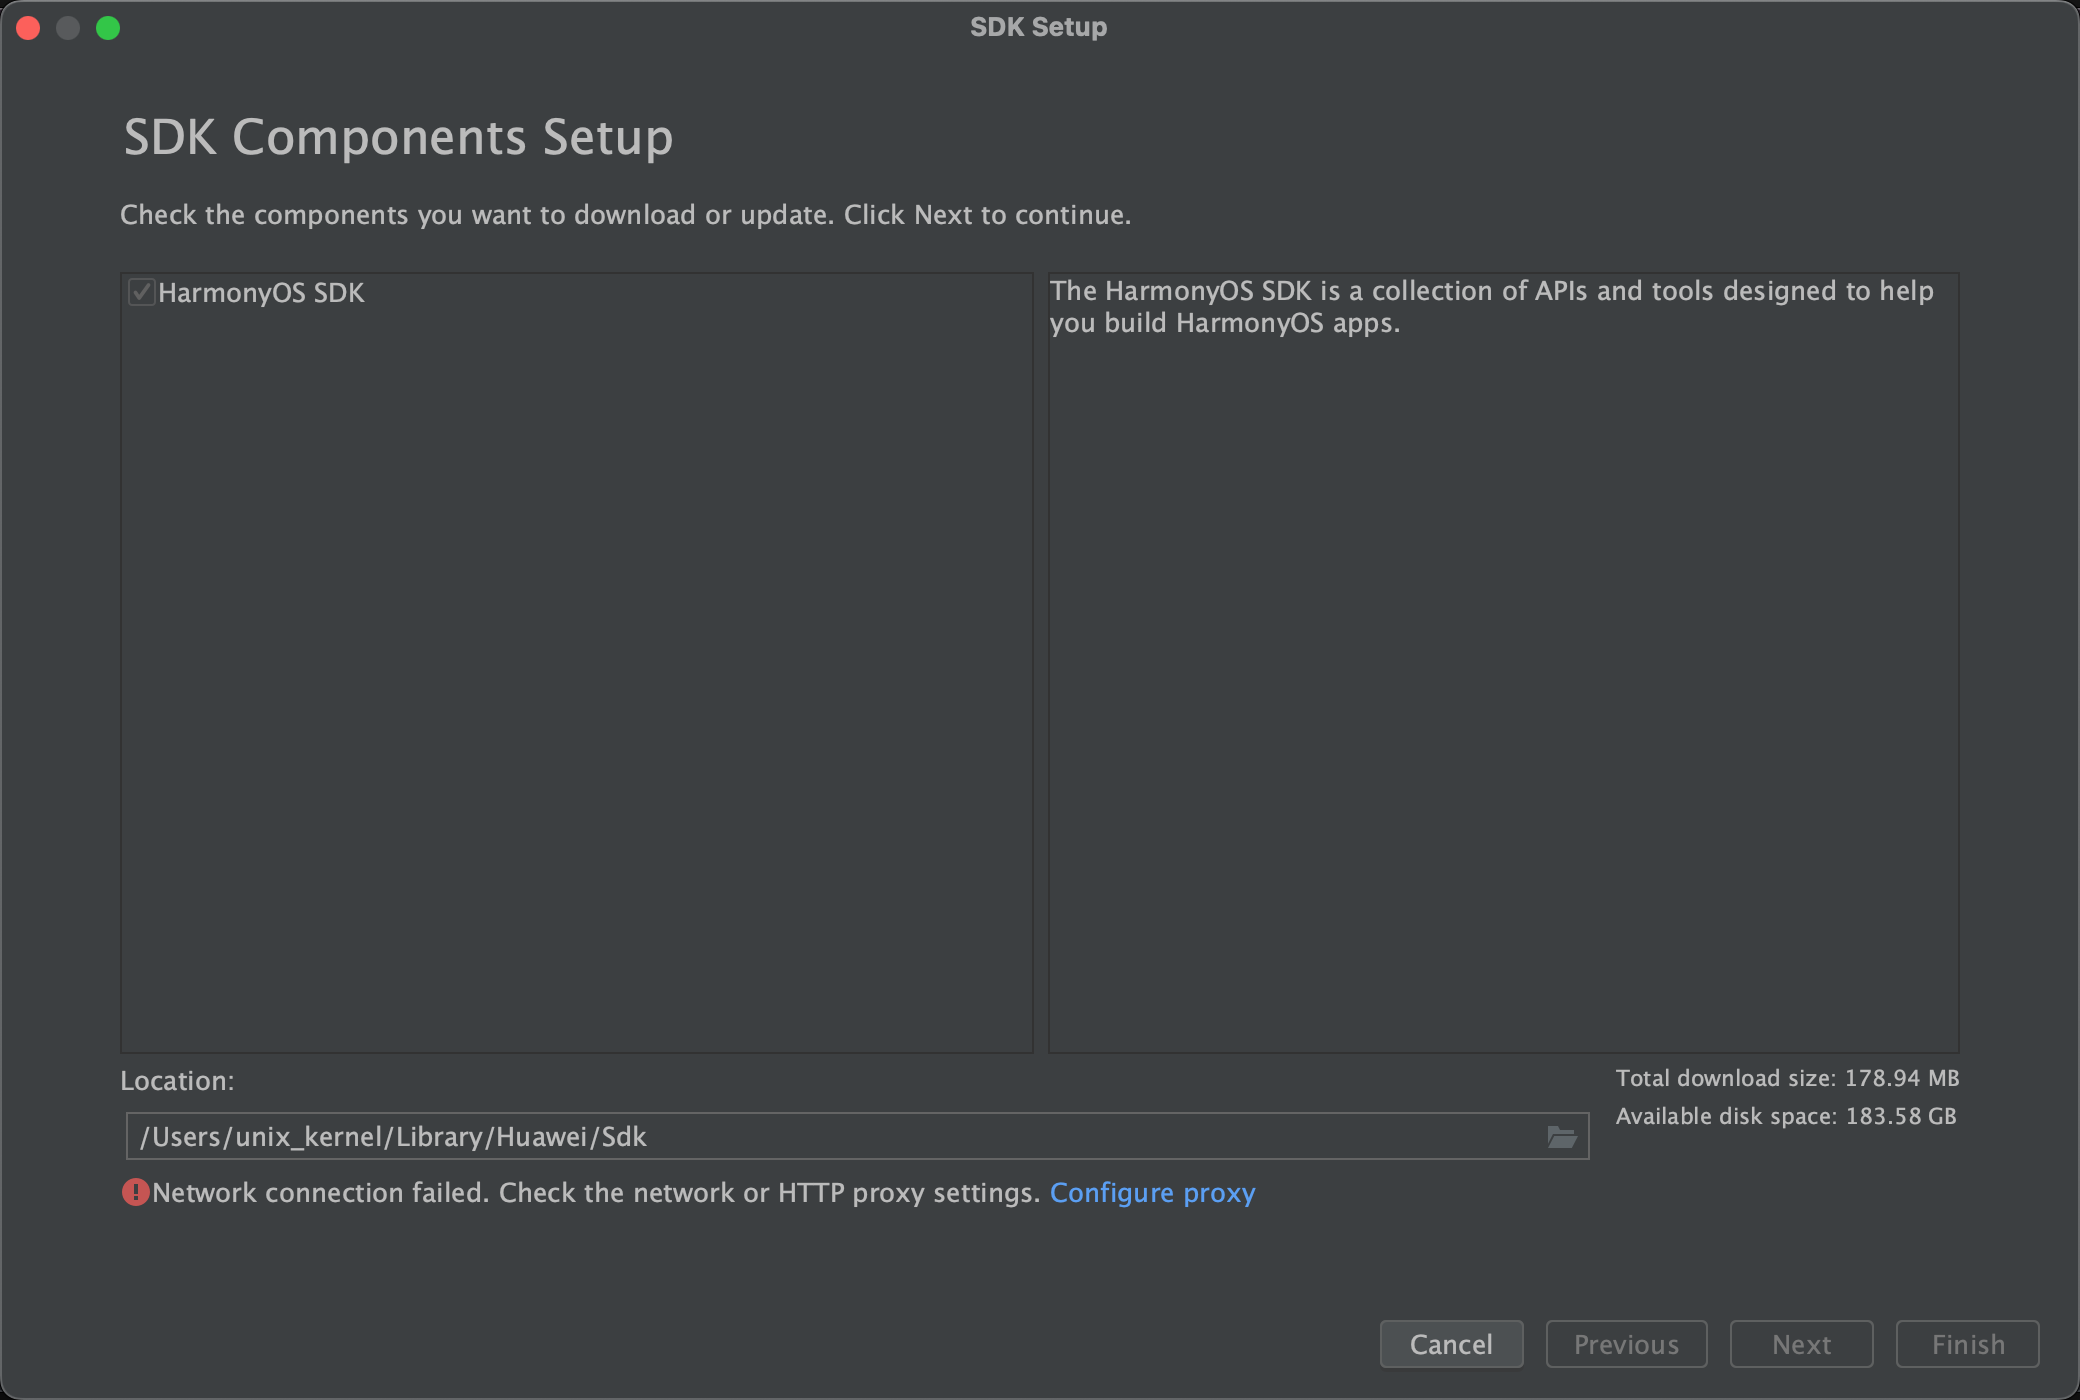 SDK Setup
SDK Components Setup
Check the components you want to download or update. Click Next to continue.
HarmonyOS SDK
The HarmonyOS SDK is a collection of APIs and tools designed to help
you build HarmonyOS apps.
Location:
Total download size: 178.94 MB
Available disk space: 183.58 GB
/Users/unix_kernel/Library/Huawei/Sdk
Network connection failed. Check the network or HTTP proxy settings. Configure proxy
Cancel Previous Next Finish